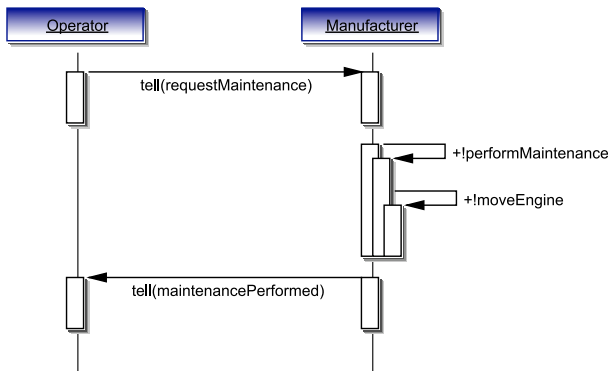 Operator
Manufacturer
tell(requestMaintenance)
+!performMaintenance
+!moveEngine
tell(maintenancePerformed)